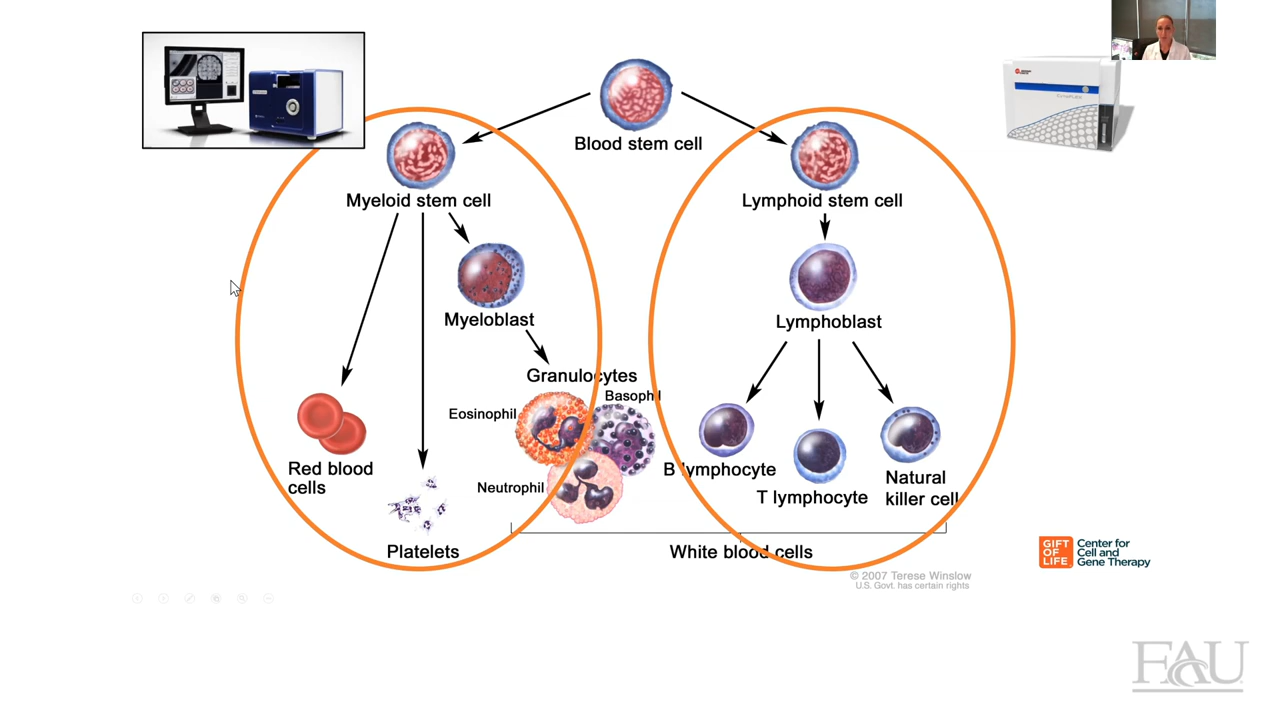 Blood stem cell
Myeloid stem cell
Lymphoid stem cell
Myeloblast
Lymphoblast
Granulocytes
Basophil
Eosinophil
Neutrophil
Red blood
cells
Platelets
B lymphocyte
T lymphocyte
Natural
killer cell
White blood cells
© 2007 Terese Winslow
U.S. Govt. has certain rights
GIFT
OF
LIFE
Center for
Cell and
Gene Therapy
FAU